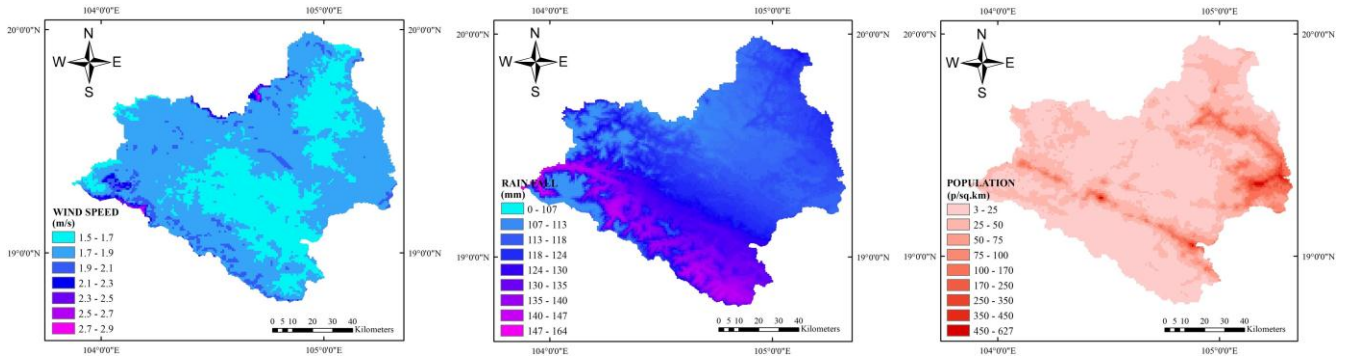 104°0'0"E 105°0'0"E
20°0'0"N
N
W E
S
WIND SPEED
(m/s)
1.5 - 1.7
1.7 - 1.9
1.9 - 2.1
2.1 - 2.3
2.3 - 2.5
2.5 - 2.7
2.7 - 2.9
19°0'0"N
0 5 10 20 30 40
Kilometers
104°0'0"E 105°0'0"E
104°0'0"E 105°0'0"E
20°0'0"N
N
W E
S
RAIN FALL
(mm)
0 - 107
107 - 113
113 - 118
118 - 124
124 - 130
130 - 135
135 - 140
140 - 147
147 - 164
19°0'0"N
0 5 10 20 30 40
Kilometers
104°0'0"E 105°0'0"E
104°0'0"E 105°0'0"E
20°0'0"N
N
W E
S
POPULATION
(p/sq.km)
3 - 25
25 - 50
50 - 75
75 - 100
100 - 170
170 - 250
250 - 350
350 - 450
450 - 627
19°0'0"N
0 5 10 20 30 40
Kilometers
104°0'0"E 105°0'0"E